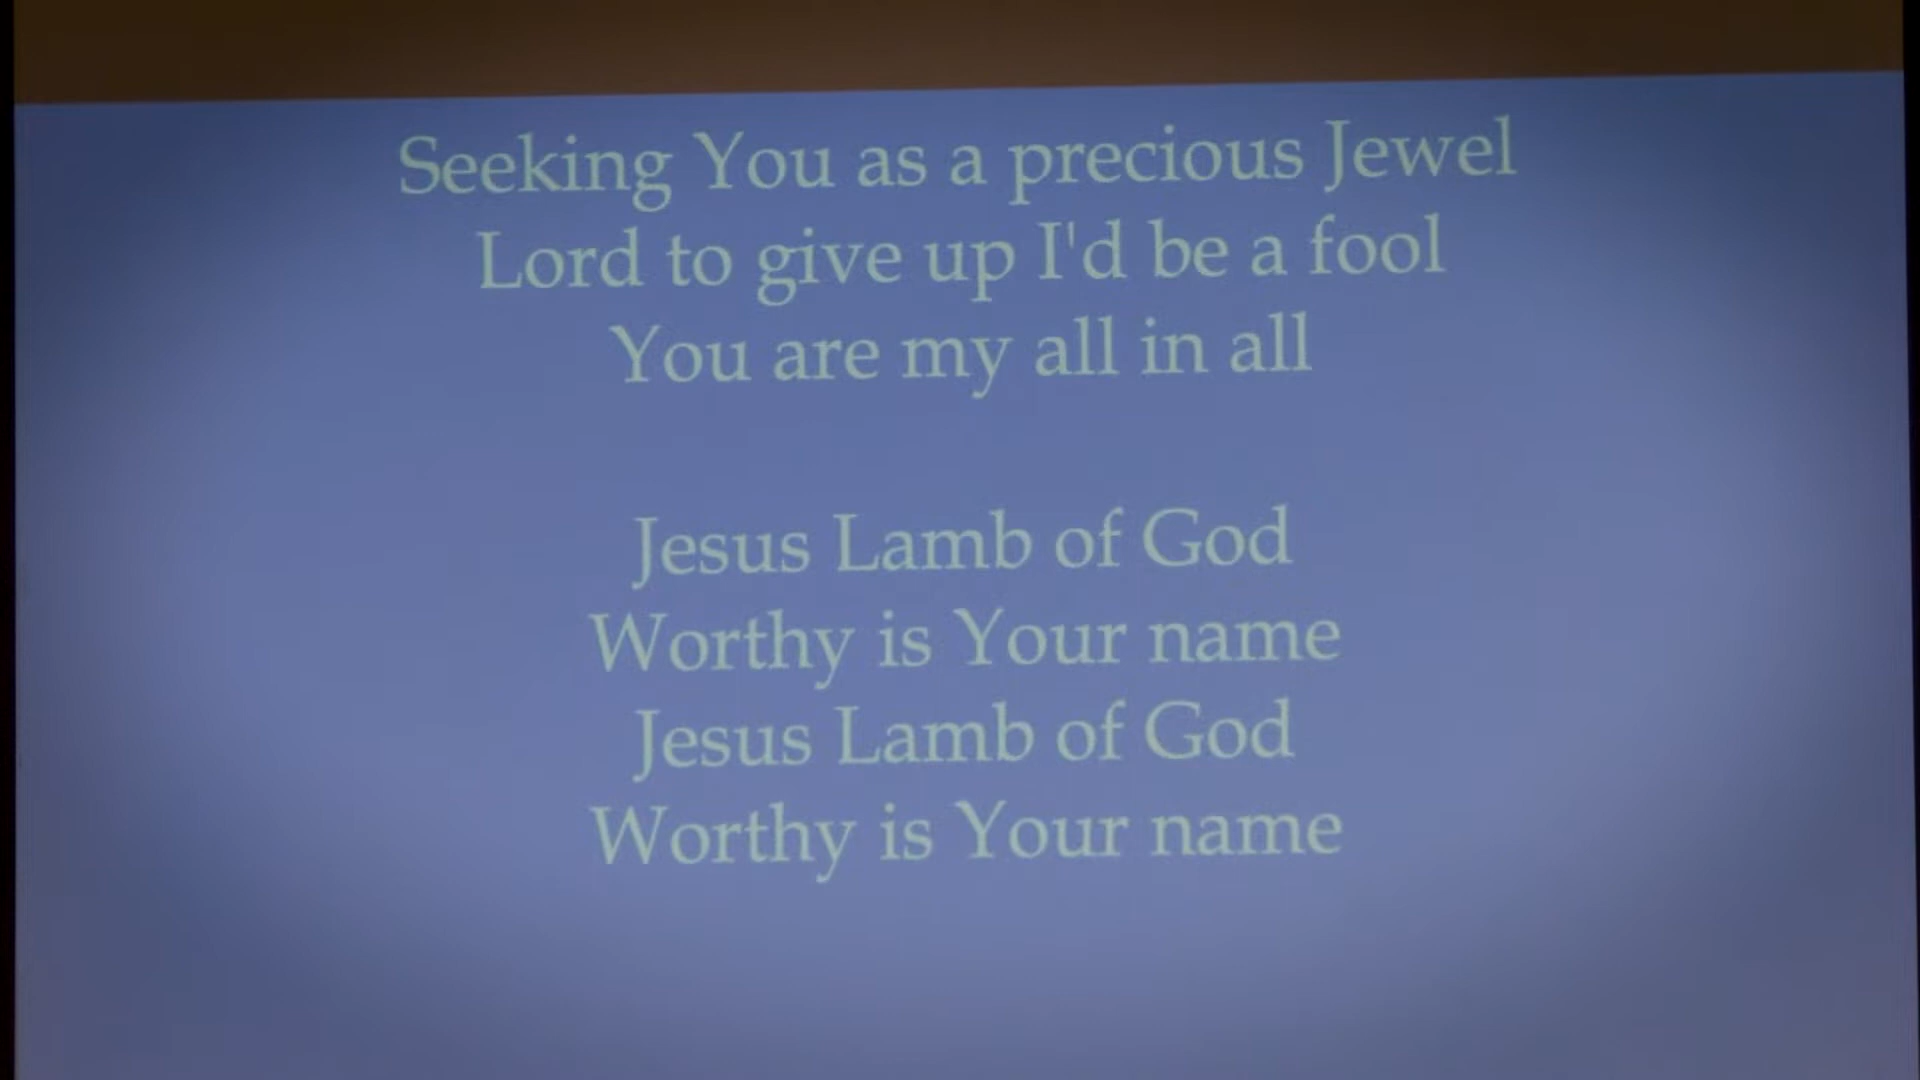 Seeking You as a precious Jewel
Lord to give up I'd be a fool
You are my all in all
Jesus Lamb of God
Worthy is Your name
Jesus Lamb of God
Worthy is Your name